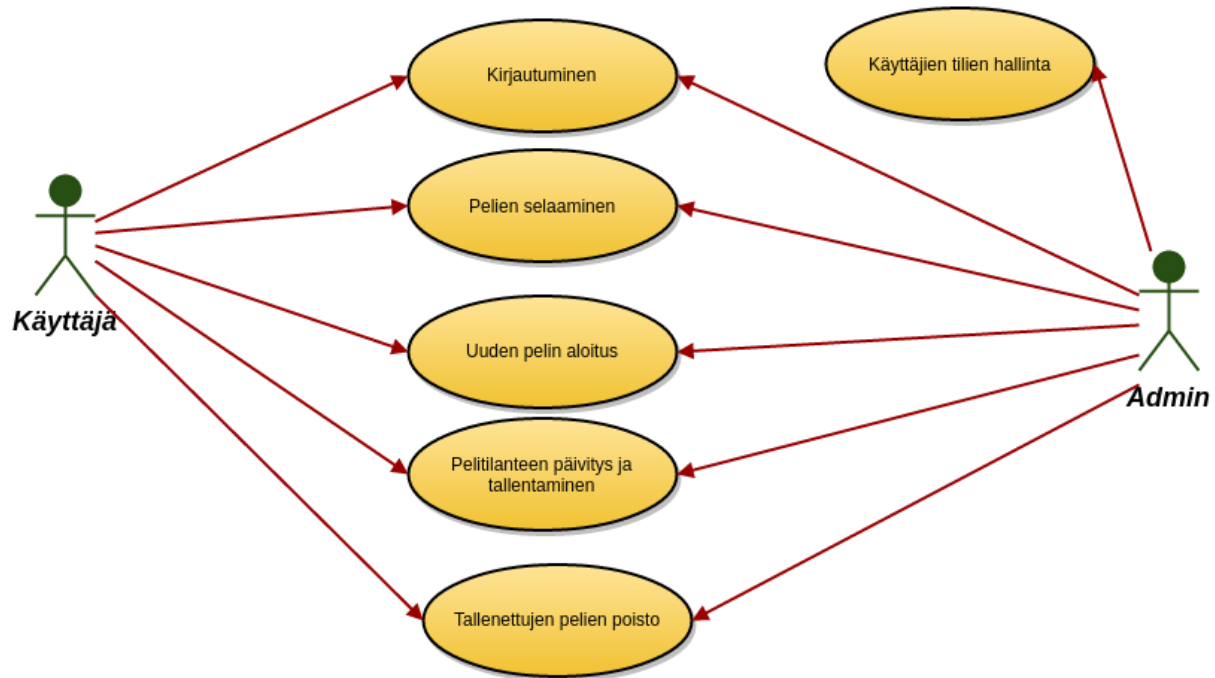 Kirjautuminen
Käyttäjien tilien hallinta
Pelien selaaminen
Käyttäjä
Uuden pelin aloitus
Admin
Pelitilanteen päivitys ja
tallentaminen
Tallenettujen pelien poisto